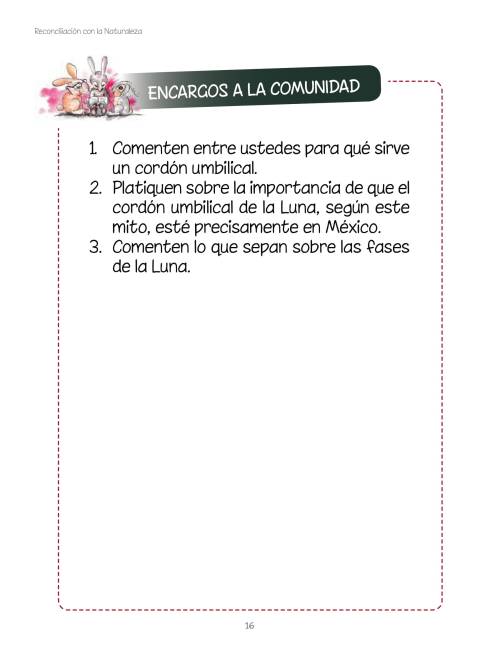 Reconciliación con la Naturaleza
ENCARGOS A LA COMUNIDAD
1. Comenten entre ustedes para qué sirve
un cordón umbilical.
2. Platiquen sobre la importancia de que el
cordón umbilical de la Luna, según este
mito, esté precisamente en México.
3. Comenten lo que sepan sobre las fases
de la Luna.
16